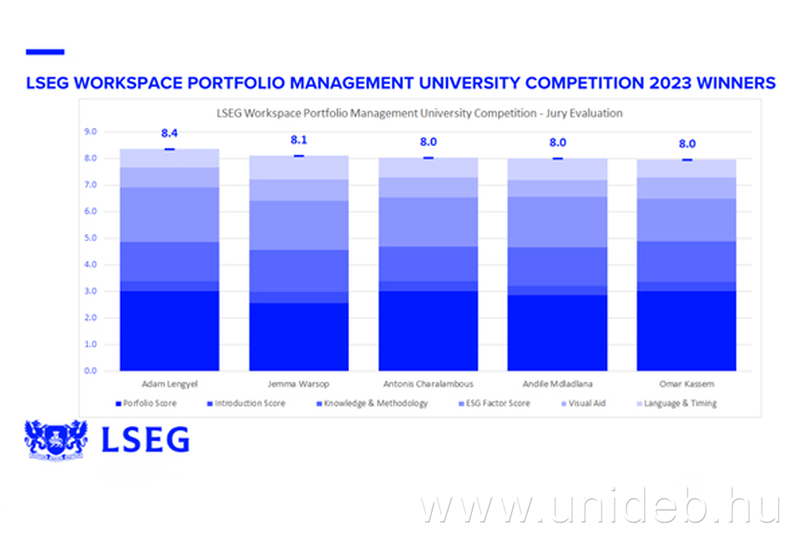 LSEG WORKSPACE PORTFOLIO MANAGEMENT UNIVERSITY COMPETITION 2023 WINNERS
LSEG Workspace Portfolio Management University Competition - Jury Evaluation
9.0
8.0
7.0
6.0
5.0
4.0
3.0
2.0
1.0
0.0
8.4 8.1 8.0 8.0 8.0
Adam Lengyel Jemma Warsop Antonis Charalambous Andile Mdladlana Omar Kassem
Porfolio Score Introduction Score Knowledge & Methodology ESG Factor Score Visual Aid Language & Timing
LSEG
www.unideb.hu